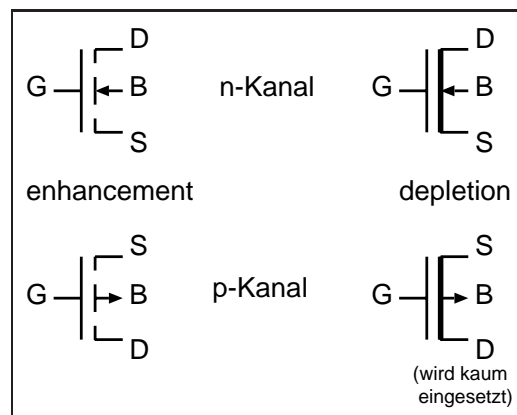 D
G B n-Kanal
S
D
G B
S
enhancement
depletion
S
G B p-Kanal
D
S
G B
D
(wird kaum
eingesetzt)